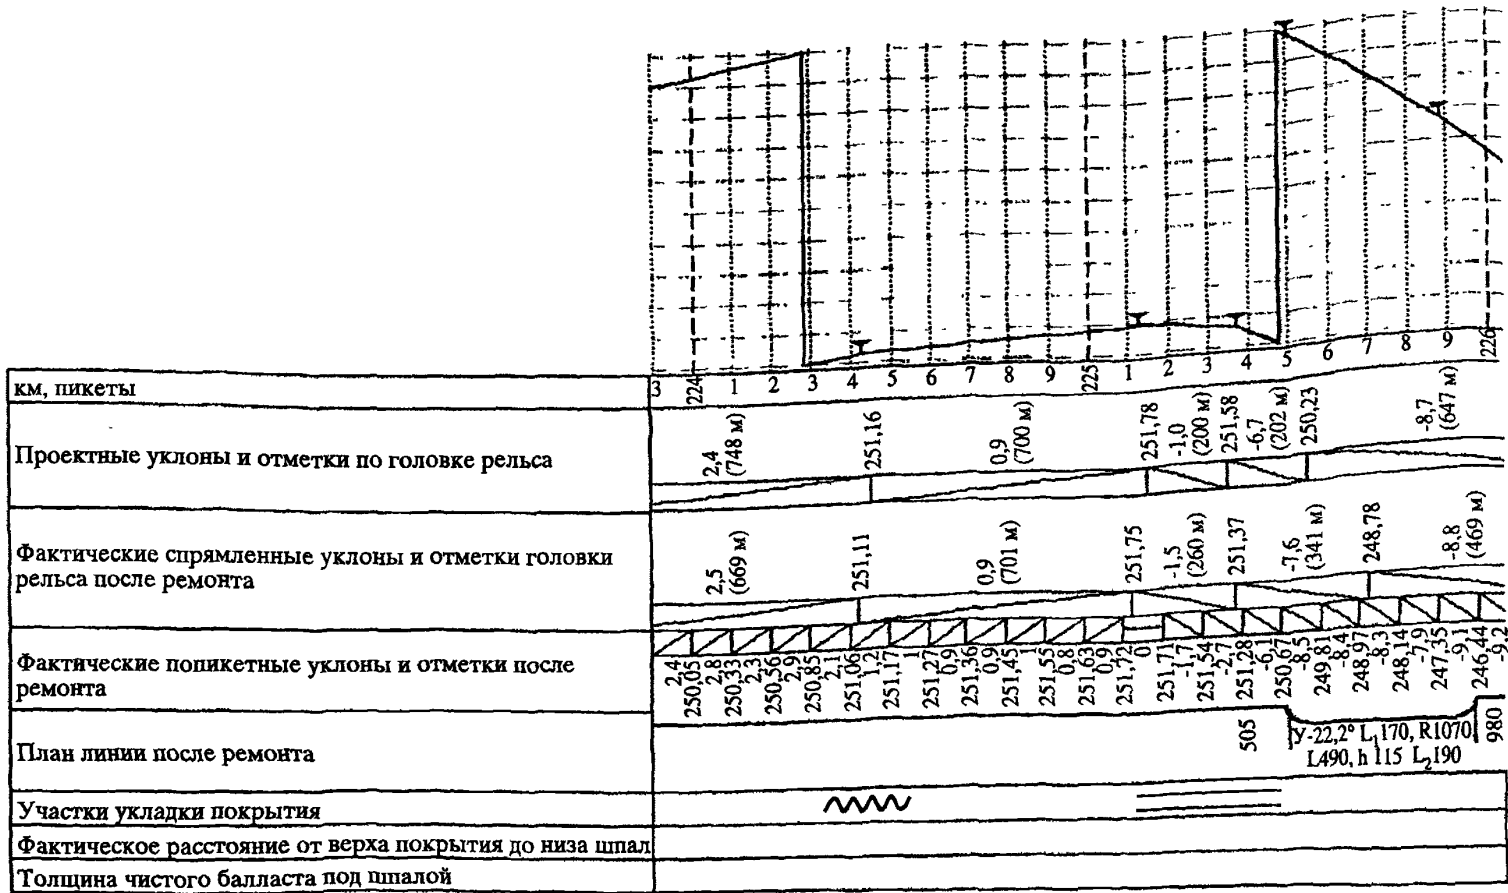 км, пикеты
3 224 1 2 3 4 5 6 7 8 9 225 1 2 3 4 5 6 7 8 9 226
Проектные уклоны и отметки по головке рельса
2,4 (748 м) 251,16 0,9 (700 м) 251,78 -1,0 (200 м) 251,58 -6,7 (202 м) 250,23 -8,7 (647 м)
Фактические спрямленные уклоны и отметки головки
рельса после ремонта
2,5 (669 м) 251,11 0,9 (701 м) 251,75 -1,5 (260 м) 251,37 -7,6 (341 м) 248,78 -8,8 (469 м)
Фактические попикетные уклоны и отметки после
ремонта
2,4 250,05 2,8 250,33 2,3 250,56 2,9 250,85 2,1 251,06 1,2 251,17 1 251,27 0,9 251,36 0,9 251,45 1 251,55 0,8 251,63 0,9 251,72 0 251,71 -1,7 251,54 -2,7 251,28 -6,1 250,67 -8,5 249,81 -8,4 248,97 -8,3 248,14 -7,9 247,35 -9,1 246,44 -9,2
План линии после ремонта
505 У-22,2° L₁170, R1070 980
L490, h 115 L₂190
Участки укладки покрытия
Фактическое расстояние от верха покрытия до низа шпал
Толщина чистого балласта под шпалой